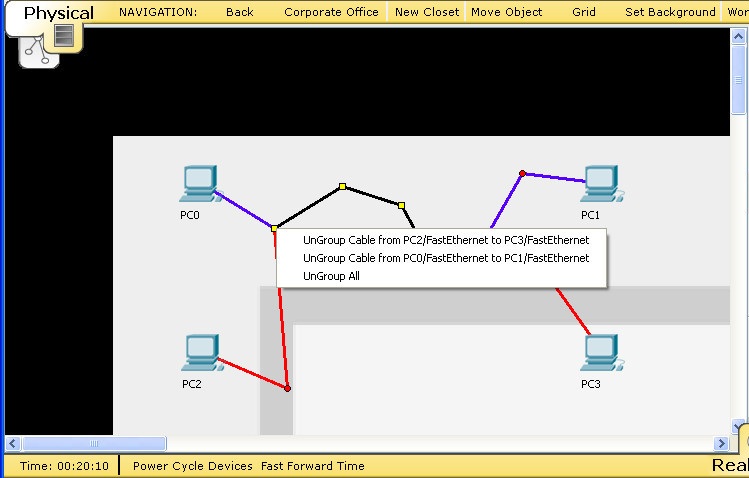 Physical NAVIGATION: Back Corporate Office New Closet Move Object Grid Set Background Wor
PC0 PC1
UnGroup Cable from PC2/FastEthernet to PC3/FastEthernet
UnGroup Cable from PC0/FastEthernet to PC1/FastEthernet
UnGroup All
PC2 PC3
Time: 00:20:10 Power Cycle Devices Fast Forward Time Real